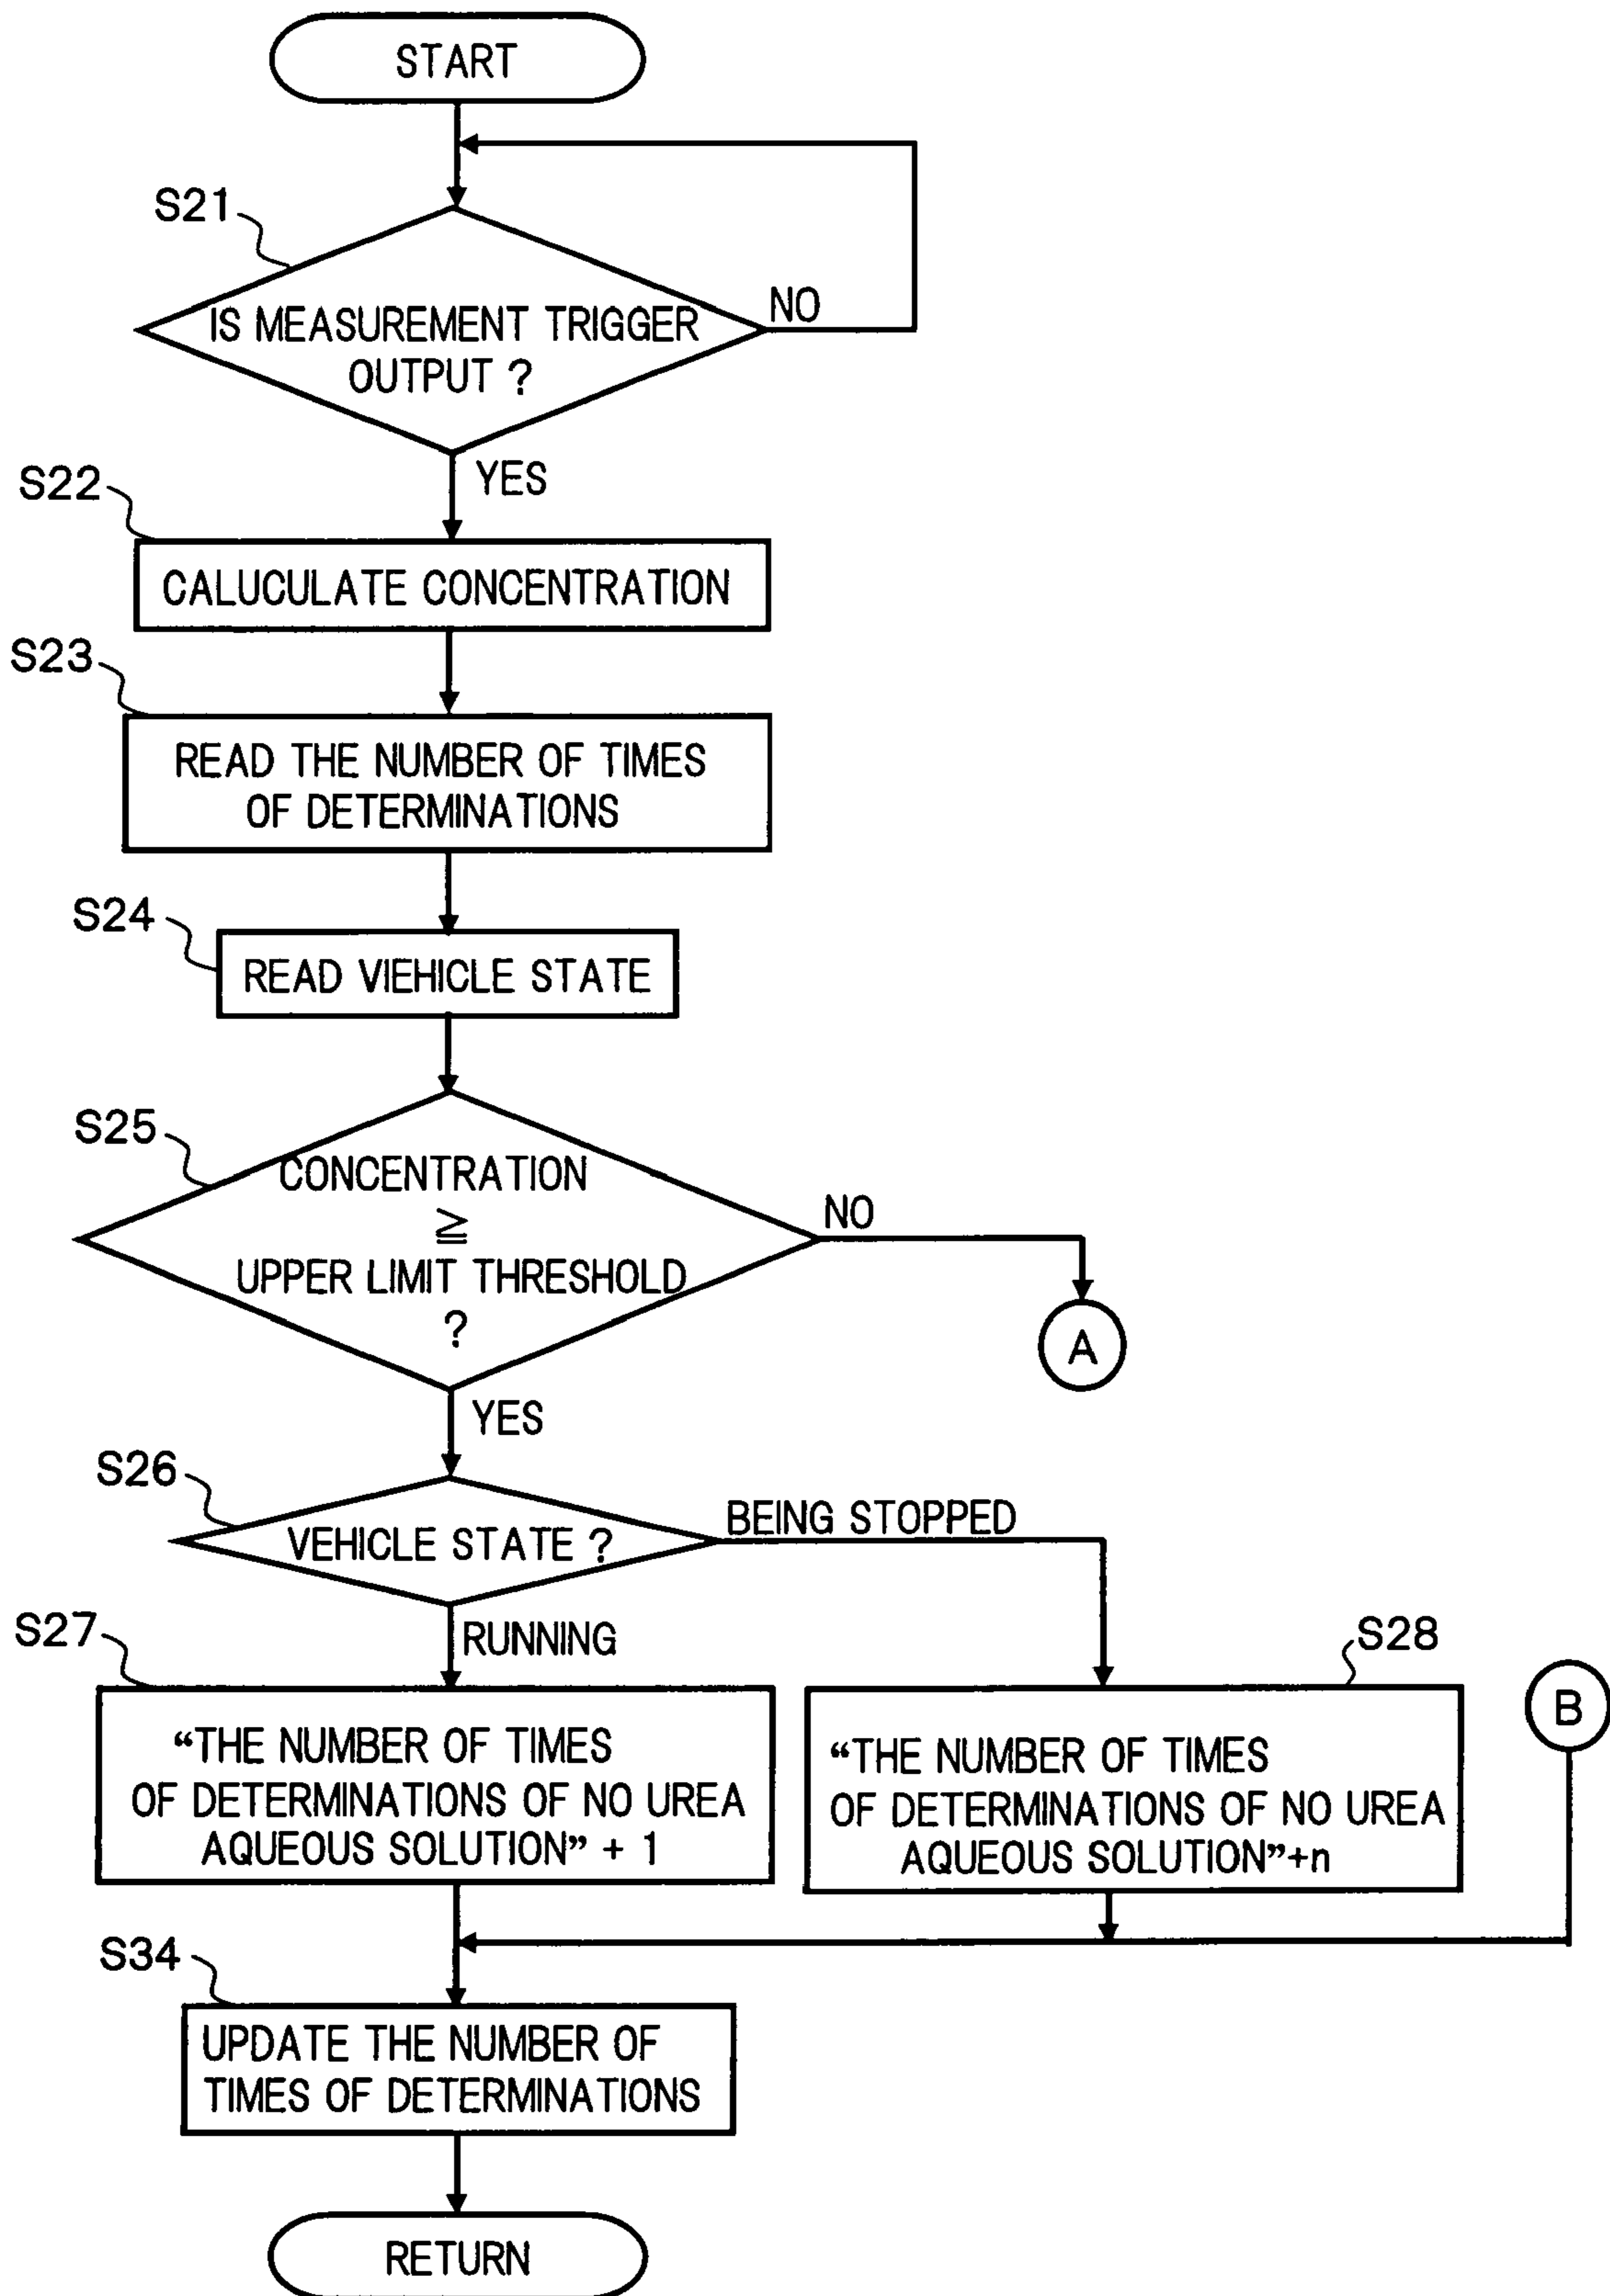 START
S21
NO
IS MEASUREMENT TRIGGER
OUTPUT ?
YES
S22
CALUCULATE CONCENTRATION
S23
READ THE NUMBER OF TIMES
OF DETERMINATIONS
S24
READ VIEHICLE STATE
S25
CONCENTRATION
≧
UPPER LIMIT THRESHOLD
?
NO
A
YES
S26
VEHICLE STATE ?
BEING STOPPED
RUNNING
S27
“THE NUMBER OF TIMES
OF DETERMINATIONS OF NO UREA
AQUEOUS SOLUTION” + 1
S28
“THE NUMBER OF TIMES
OF DETERMINATIONS OF NO UREA
AQUEOUS SOLUTION”+n
B
S34
UPDATE THE NUMBER OF
TIMES OF DETERMINATIONS
RETURN